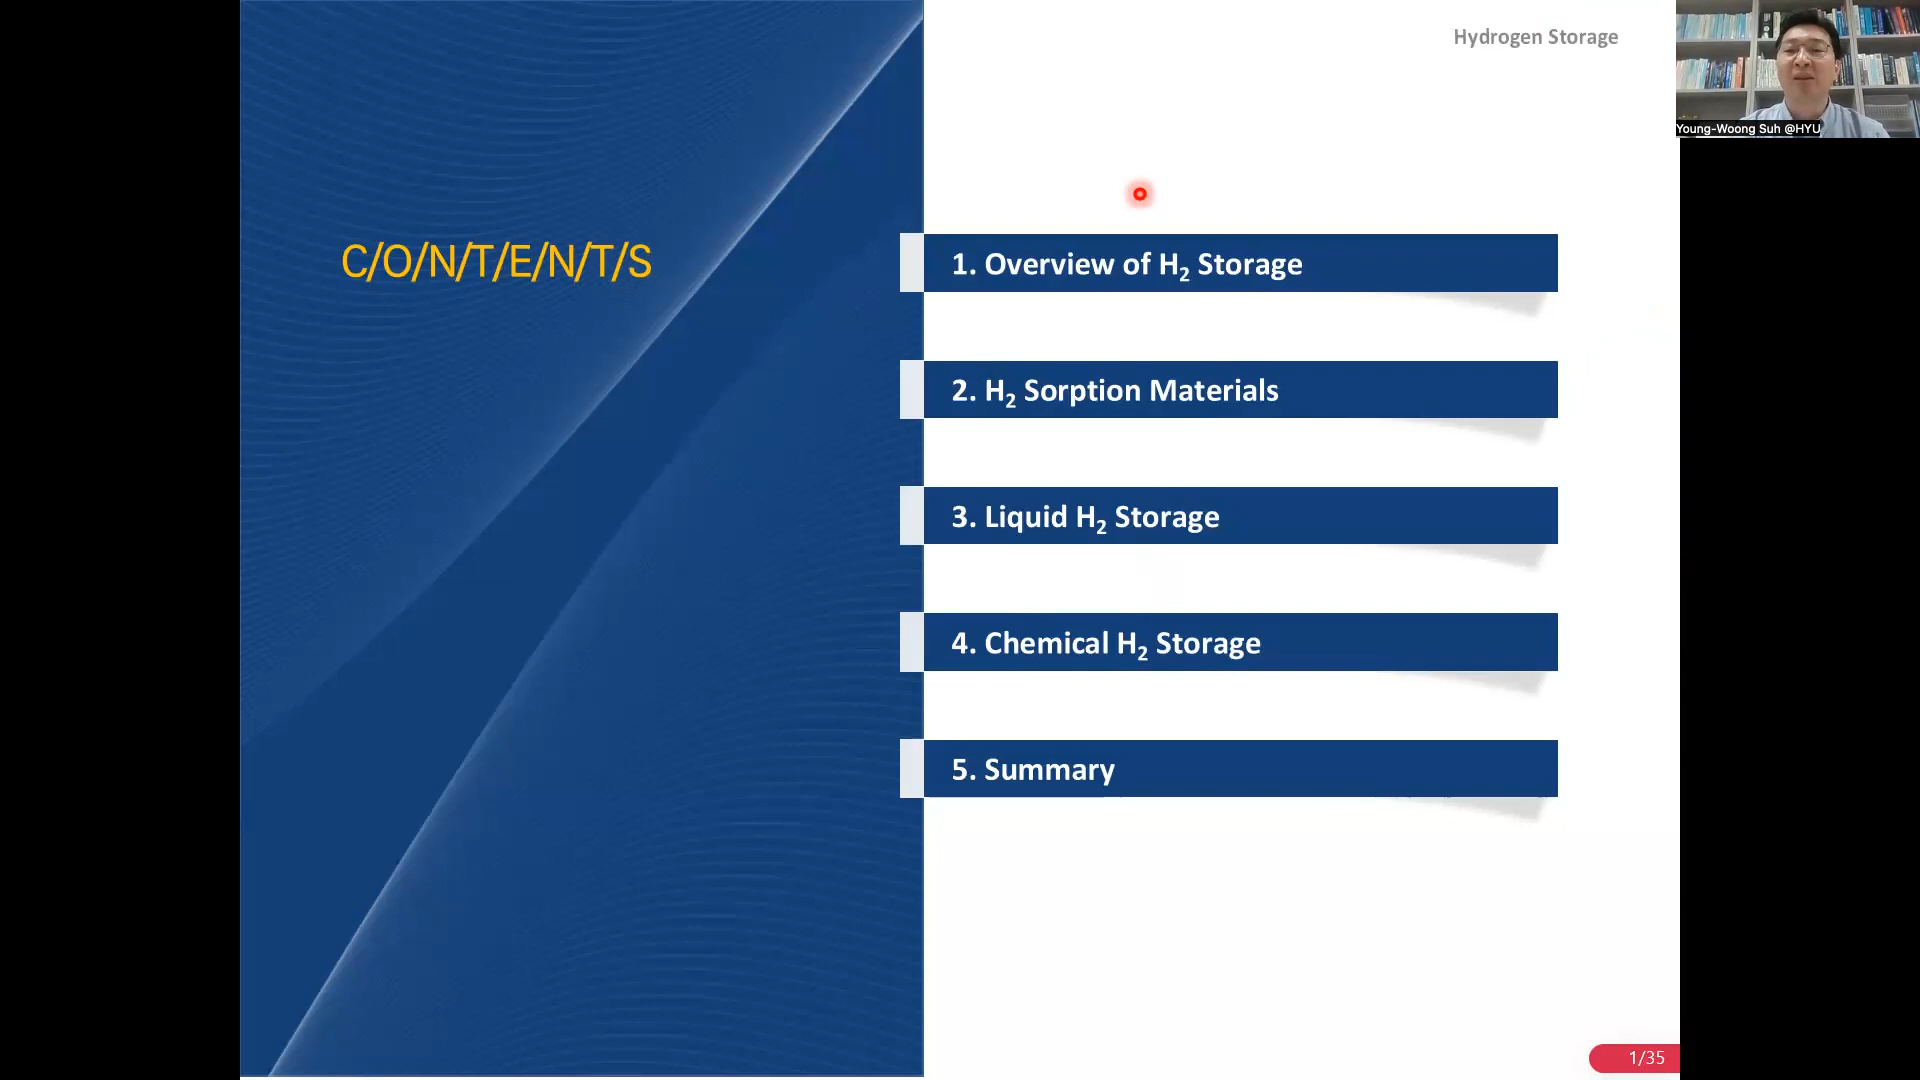 Hydrogen Storage
Young-Woong Suh @HYU
C/O/N/T/E/N/T/S
1. Overview of H₂ Storage
2. H₂ Sorption Materials
3. Liquid H₂ Storage
4. Chemical H₂ Storage
5. Summary
1/35